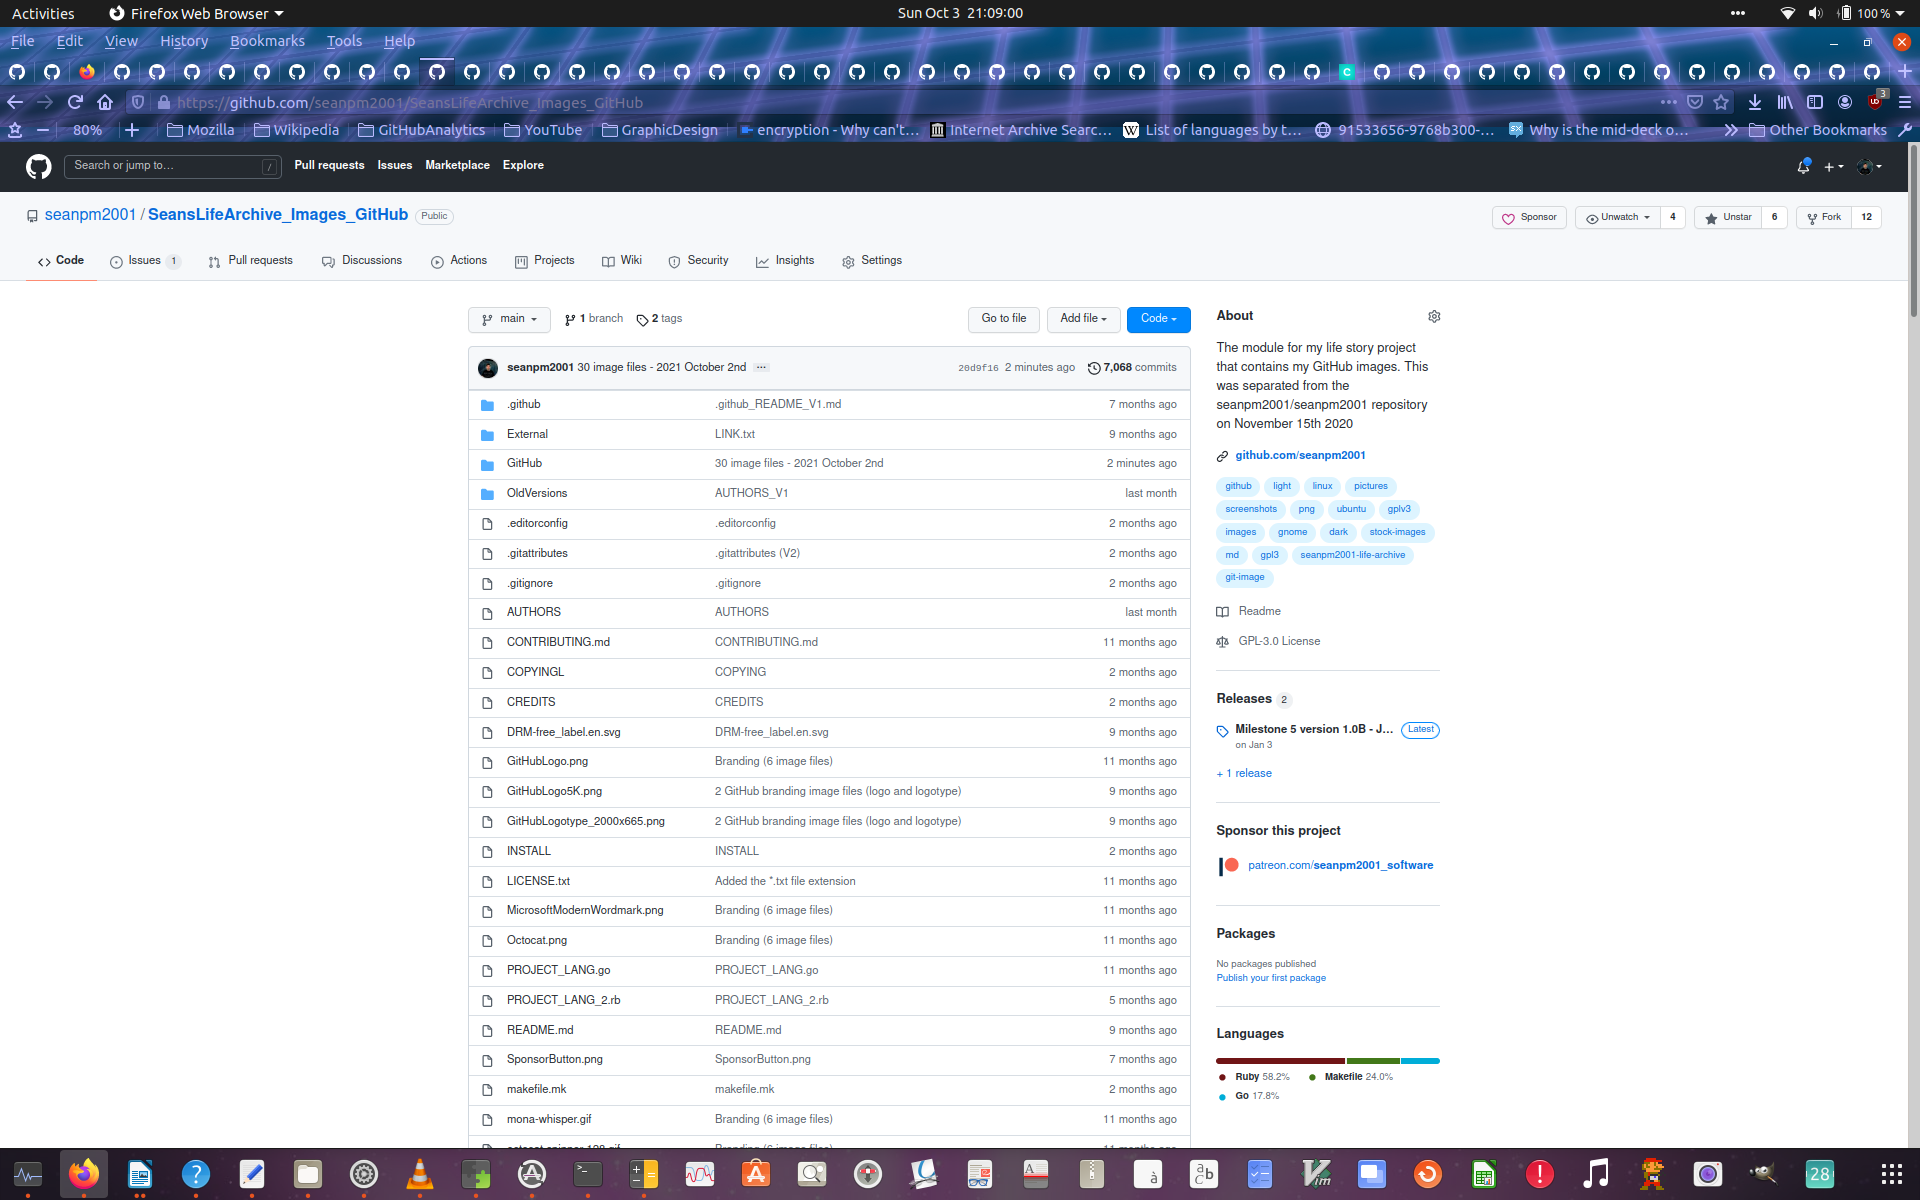 Activities Firefox Web Browser Sun Oct 3 21:09:00 100 %
File Edit View History Bookmarks Tools Help
https://github.com/seanpm2001/SeansLifeArchive_Images_GitHub 3
80% Mozilla Wikipedia GitHubAnalytics YouTube GraphicDesign encryption - Why can't… Internet Archive Searc… List of languages by t… 91533656-9768b300-… Why is the mid-deck o… Other Bookmarks
Search or jump to… / Pull requests Issues Marketplace Explore
seanpm2001 / SeansLifeArchive_Images_GitHub Public Sponsor Unwatch 4 Unstar 6 Fork 12
Code Issues 1 Pull requests Discussions Actions Projects Wiki Security Insights Settings
main 1 branch 2 tags Go to file Add file Code
seanpm2001 30 image files - 2021 October 2nd ... 20d9f16 2 minutes ago 7,068 commits
.github .github_README_V1.md 7 months ago
External LINK.txt 9 months ago
GitHub 30 image files - 2021 October 2nd 2 minutes ago
OldVersions AUTHORS_V1 last month
.editorconfig .editorconfig 2 months ago
.gitattributes .gitattributes (V2) 2 months ago
.gitignore .gitignore 2 months ago
AUTHORS AUTHORS last month
CONTRIBUTING.md CONTRIBUTING.md 11 months ago
COPYINGL COPYING 2 months ago
CREDITS CREDITS 2 months ago
DRM-free_label.en.svg DRM-free_label.en.svg 9 months ago
GitHubLogo.png Branding (6 image files) 11 months ago
GitHubLogo5K.png 2 GitHub branding image files (logo and logotype) 9 months ago
GitHubLogotype_2000x665.png 2 GitHub branding image files (logo and logotype) 9 months ago
INSTALL INSTALL 2 months ago
LICENSE.txt Added the *.txt file extension 11 months ago
MicrosoftModernWordmark.png Branding (6 image files) 11 months ago
Octocat.png Branding (6 image files) 11 months ago
PROJECT_LANG.go PROJECT_LANG.go 11 months ago
PROJECT_LANG_2.rb PROJECT_LANG_2.rb 5 months ago
README.md README.md 9 months ago
SponsorButton.png SponsorButton.png 7 months ago
makefile.mk makefile.mk 2 months ago
mona-whisper.gif Branding (6 image files) 11 months ago
About
The module for my life story project
that contains my GitHub images. This
was separated from the
seanpm2001/seanpm2001 repository
on November 15th 2020
github.com/seanpm2001
github light linux pictures
screenshots png ubuntu gplv3
images gnome dark stock-images
md gpl3 seanpm2001-life-archive
git-image
Readme
GPL-3.0 License
Releases 2
Milestone 5 version 1.0B - J… Latest
on Jan 3
+ 1 release
Sponsor this project
patreon.com/seanpm2001_software
Packages
No packages published
Publish your first package
Languages
Ruby 58.2% Makefile 24.0%
Go 17.8%
28